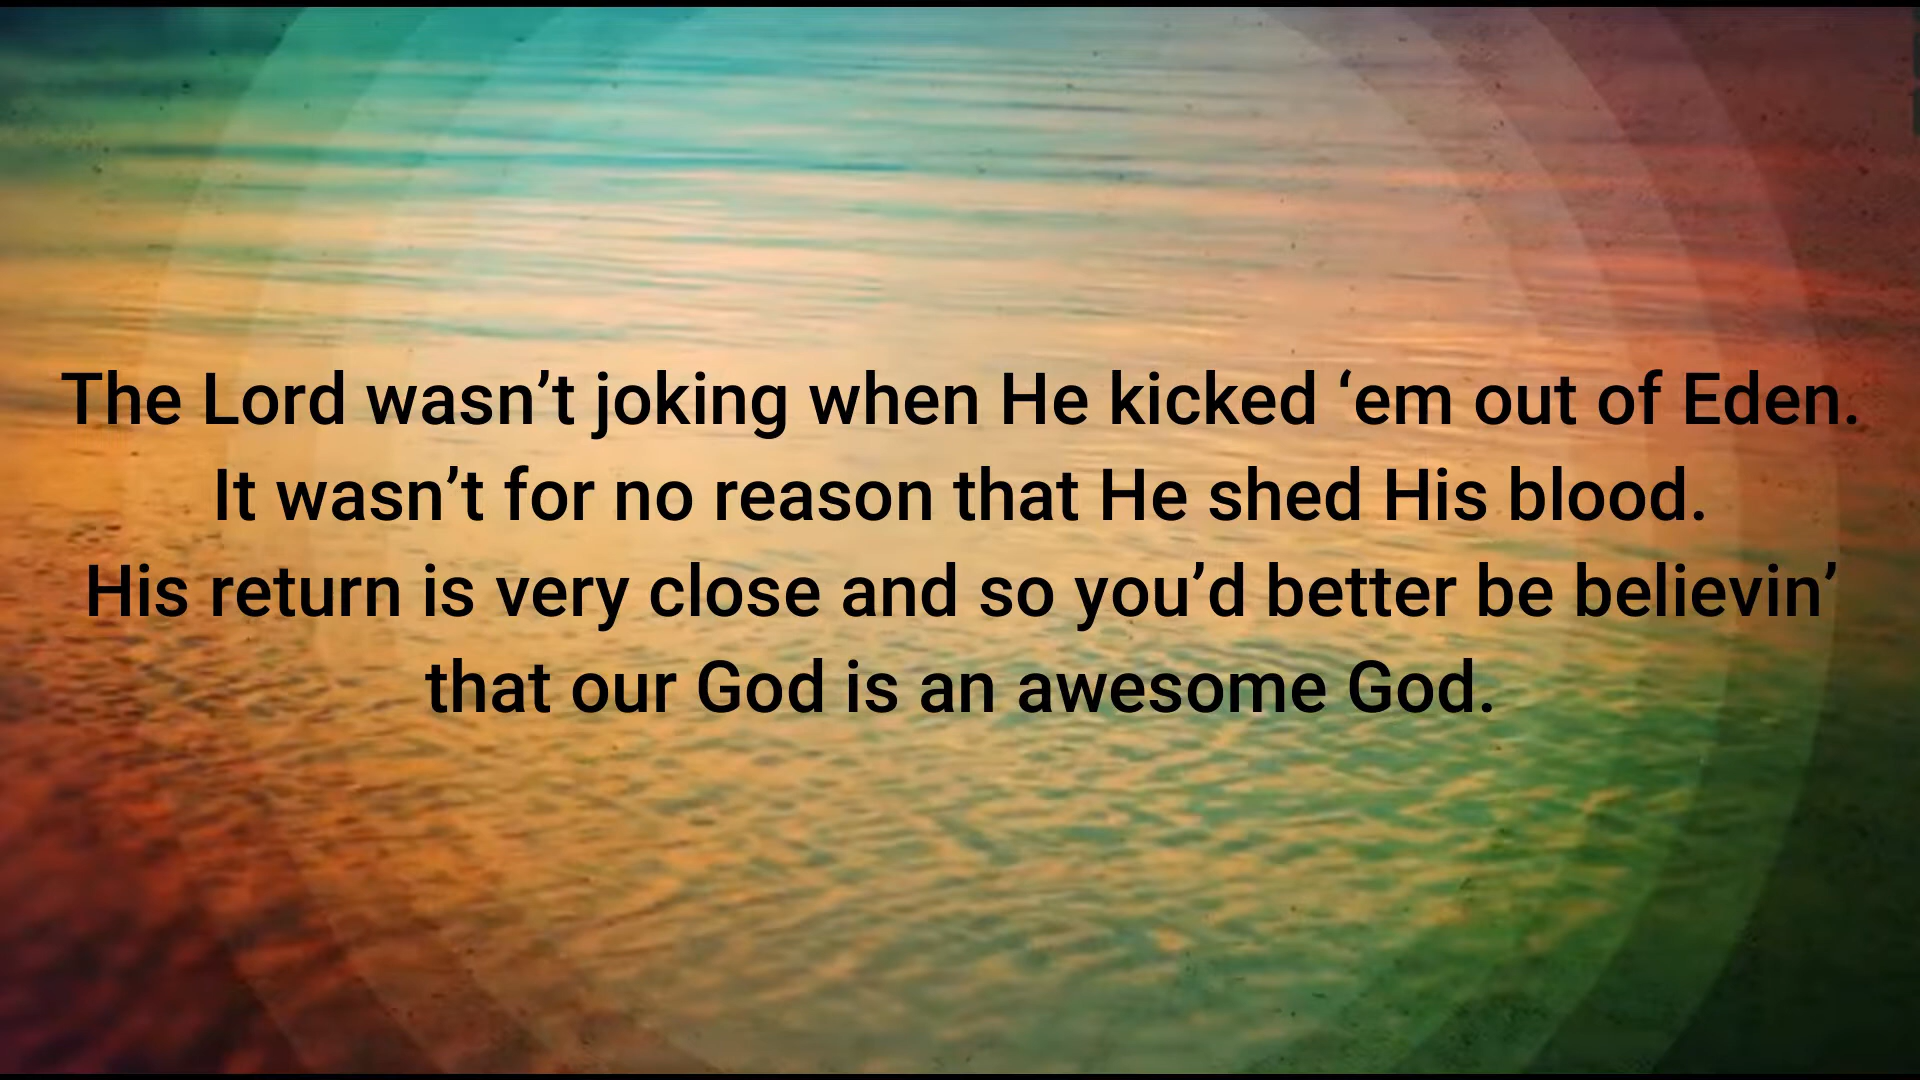 The Lord wasn’t joking when He kicked ‘em out of Eden.
It wasn’t for no reason that He shed His blood.
His return is very close and so you’d better be believin’
that our God is an awesome God.